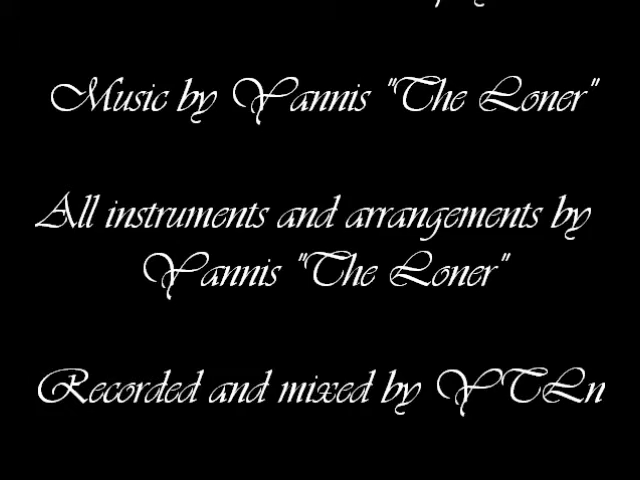 Music by Yannis "The Loner"
All instruments and arrangements by
Yannis "The Loner"
Recorded and mixed by YTLn